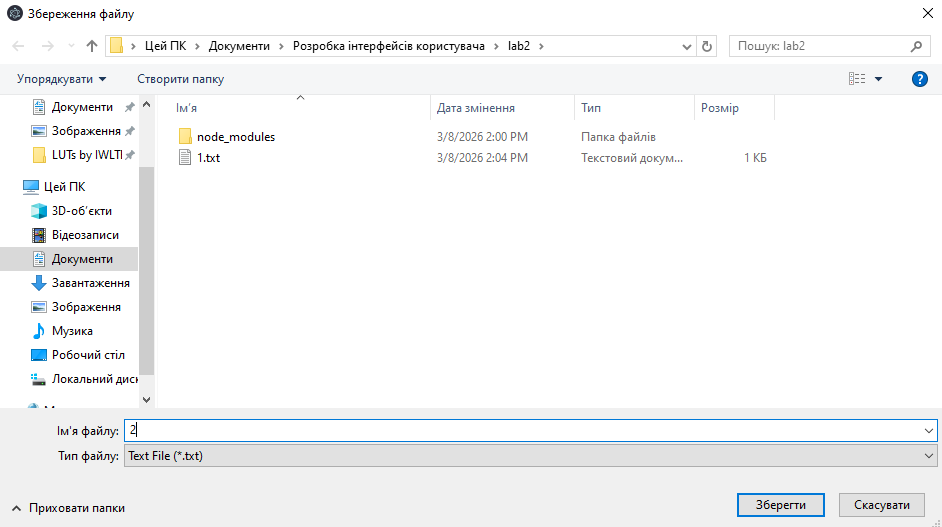 Збереження файлу
Цей ПК › Документи › Розробка інтерфейсів користувача › lab2 ›
Пошук: lab2
Упорядкувати
Створити папку
Документи
Зображення
LUTs by IWLTI
Цей ПК
3D-об'єкти
Відеозаписи
Документи
Завантаження
Зображення
Музика
Робочий стіл
Локальний диск
Ім'я Дата змінення Тип Розмір
node_modules 3/8/2026 2:00 PM Папка файлів
1.txt 3/8/2026 2:04 PM Текстовий докум... 1 КБ
Ім'я файлу: 2
Тип файлу: Text File (*.txt)
Приховати папки
Зберегти
Скасувати